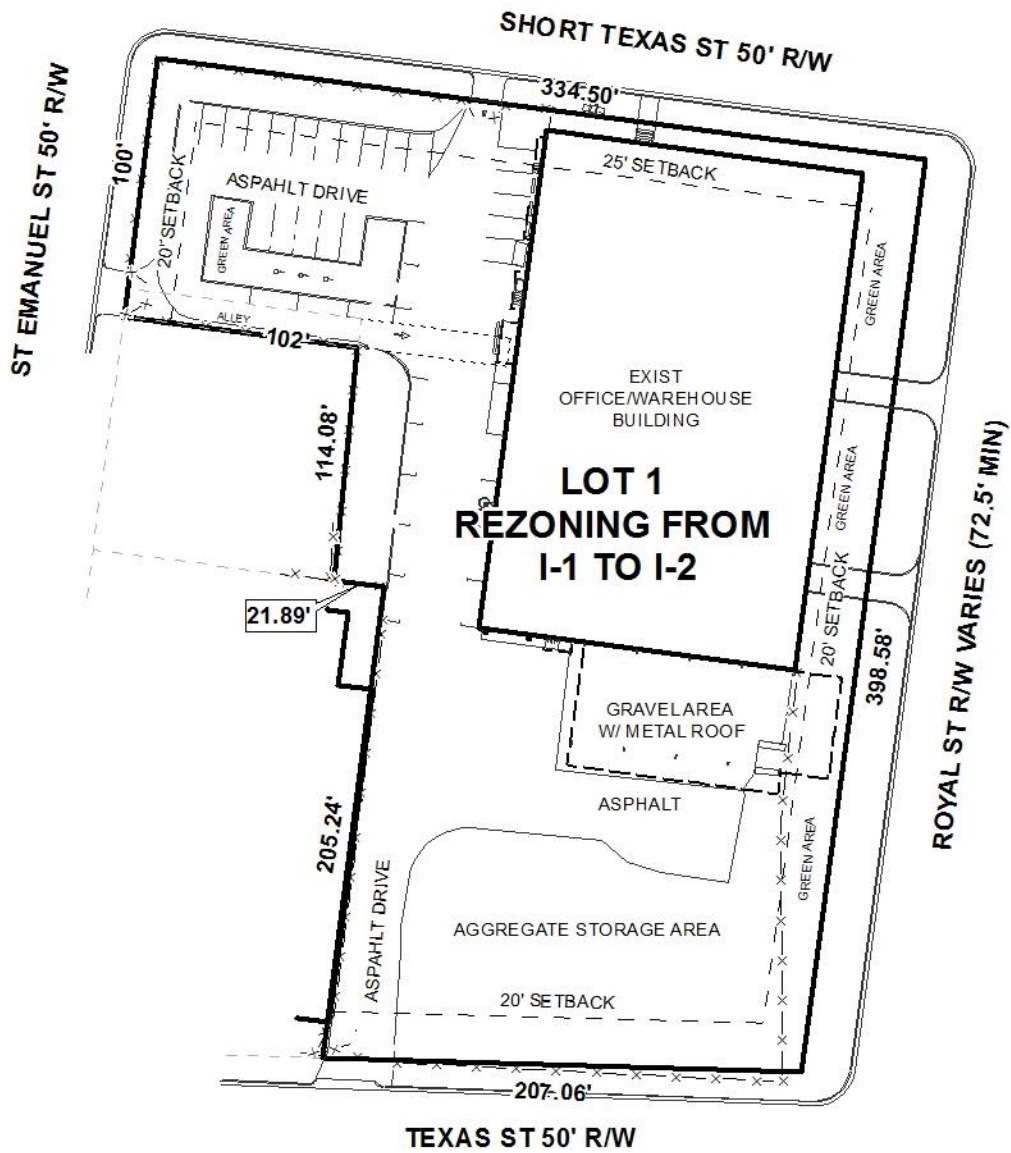 SHORT TEXAS ST 50' R/W
334.50'
ST EMANUEL ST 50' R/W
100'
20' SETBACK
ASPAHLT DRIVE
GREEN AREA
25' SETBACK
GREEN AREA
ALLEY
102'
114.08'
EXIST
OFFICE/WAREHOUSE
BUILDING
LOT 1
REZONING FROM
I-1 TO I-2
GREEN AREA
20' SETBACK
ROYAL ST R/W VARIES (72.5' MIN)
398.58'
21.89'
GRAVEL AREA
W/ METAL ROOF
ASPHALT
205.24'
ASPAHLT DRIVE
GREEN AREA
AGGREGATE STORAGE AREA
20' SETBACK
207.06'
TEXAS ST 50' R/W